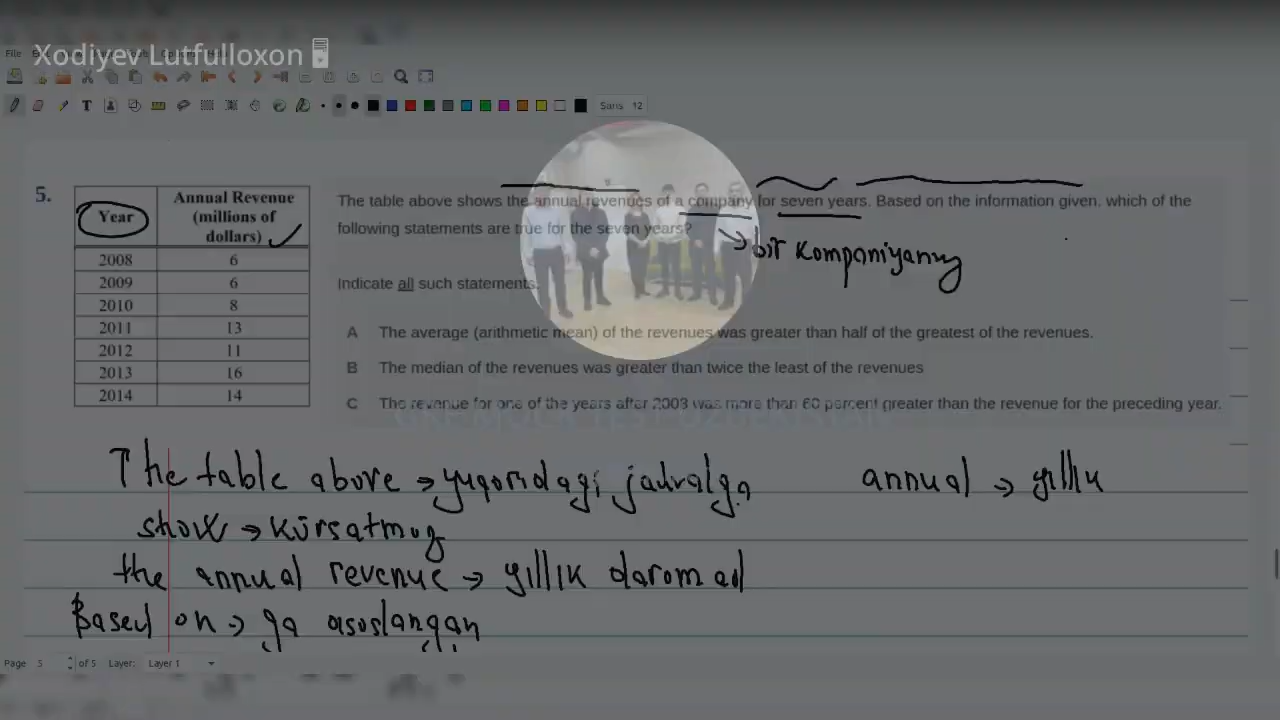 Xodiyev Lutfulloxon
File
Sans 12
5.
Year Annual Revenue (millions of dollars)
2008 6
2009 6
2010 8
2011 13
2012 11
2013 16
2014 14
The table above shows the annual revenues of a company for seven years. Based on the information given, which of the
following statements are true for the seven years?
bir kompaniyaning
Indicate all such statements.
A The average (arithmetic mean) of the revenues was greater than half of the greatest of the revenues.
B The median of the revenues was greater than twice the least of the revenues
C The revenue for one of the years after 2008 was more than 60 percent greater than the revenue for the preceding year.
The table above → yuqoridagi jadvalga annual → yillik
show → kürsatmoq
the annual revenue → yillik daromad
Based on → ga asoslangan
Page 5 of 5 Layer: Layer 1